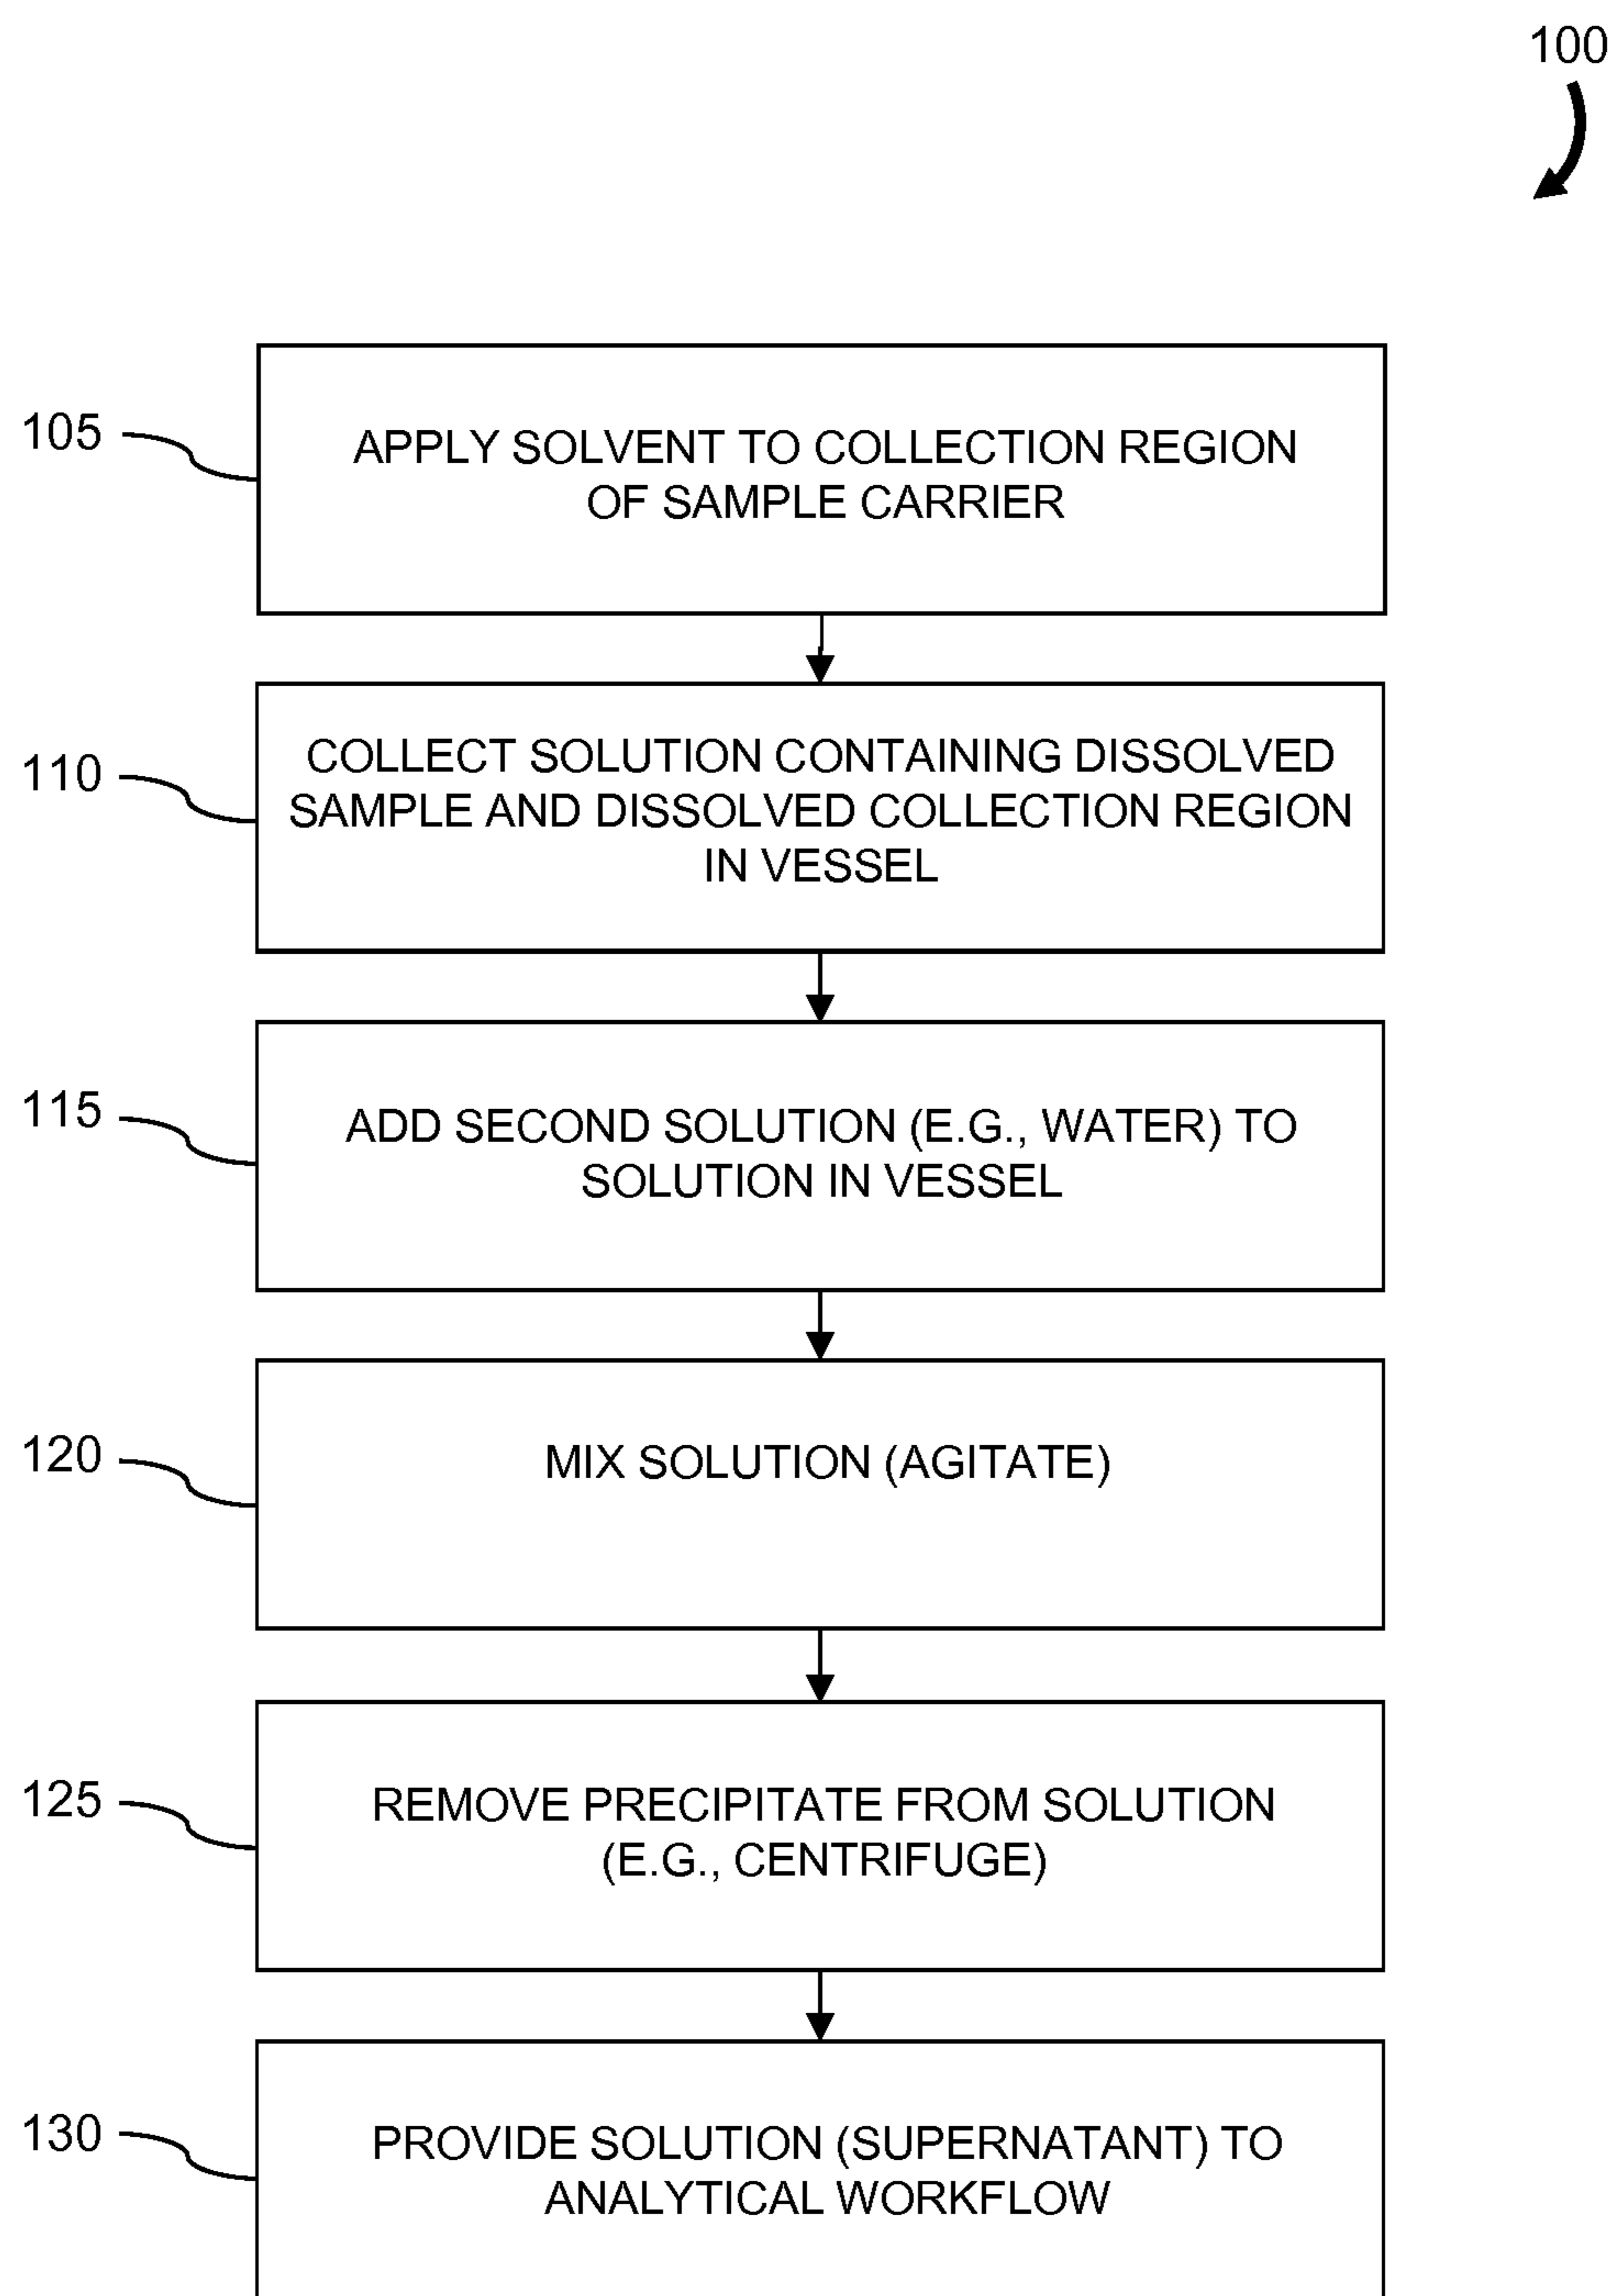 100
105
APPLY SOLVENT TO COLLECTION REGION
OF SAMPLE CARRIER
110
COLLECT SOLUTION CONTAINING DISSOLVED
SAMPLE AND DISSOLVED COLLECTION REGION
IN VESSEL
115
ADD SECOND SOLUTION (E.G., WATER) TO
SOLUTION IN VESSEL
120
MIX SOLUTION (AGITATE)
125
REMOVE PRECIPITATE FROM SOLUTION
(E.G., CENTRIFUGE)
130
PROVIDE SOLUTION (SUPERNATANT) TO
ANALYTICAL WORKFLOW